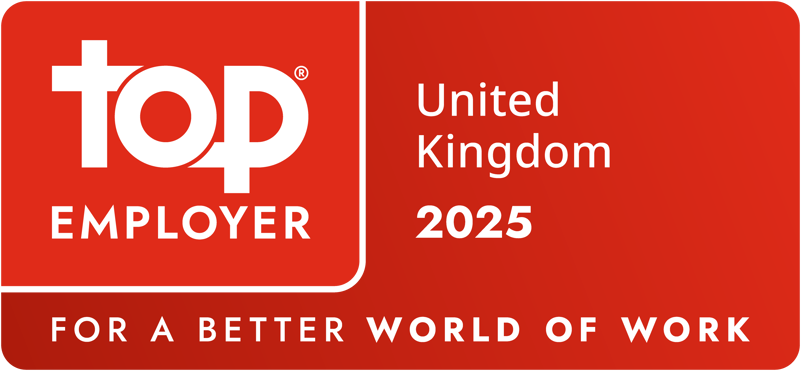 top®
EMPLOYER
United
Kingdom
2025
FOR A BETTER WORLD OF WORK